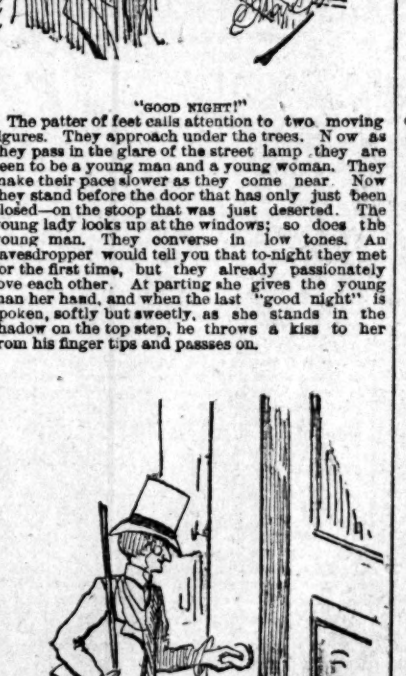 "GOOD NIGHT!"
The patter of feet calls attention to two moving
igures. They approach under the trees. Now as
hey pass in the glare of the street lamp they are
een to be a young man and a young woman. They
nake their pace slower as they come near. Now
hey stand before the door that has only just been
losed—on the stoop that was just deserted. The
oung lady looks up at the windows; so does the
oung man. They converse in low tones. An
avesdropper would tell you that to-night they met
or the first time, but they already passionately
ove each other. At parting she gives the young
nan her hand, and when the last "good night" is
poken, softly but sweetly, as she stands in the
hadow on the top step, he throws a kiss to her
rom his finger tips and passses on.